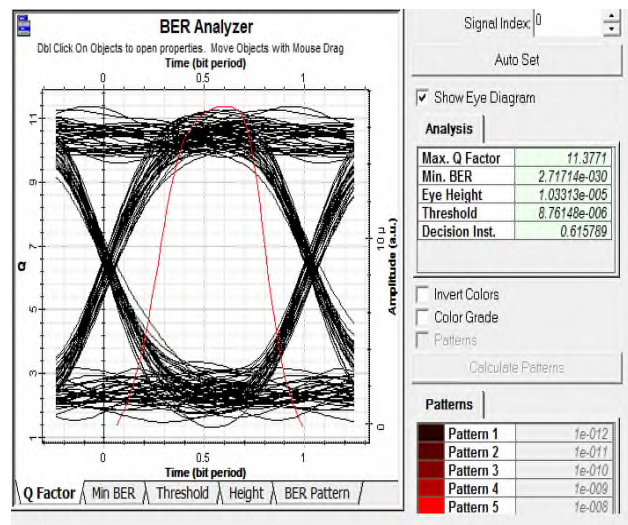 BER Analyzer
Dbl Click On Objects to open properties. Move Objects with Mouse Drag
Time (bit period)
0 0.5 1
11
9
7
5
3
1
Q
10 µ
0
Amplitude (a.u.)
0 0.5 1
Time (bit period)
Q Factor Min BER Threshold Height BER Pattern
Signal Index: 0
Auto Set
Show Eye Diagram
Analysis
Max. Q Factor 11.3771
Min. BER 2.71714e-030
Eye Height 1.03313e-005
Threshold 8.76148e-006
Decision Inst. 0.615789
Invert Colors
Color Grade
Patterns
Calculate Patterns
Patterns
Pattern 1 1e-012
Pattern 2 1e-011
Pattern 3 1e-010
Pattern 4 1e-009
Pattern 5 1e-008